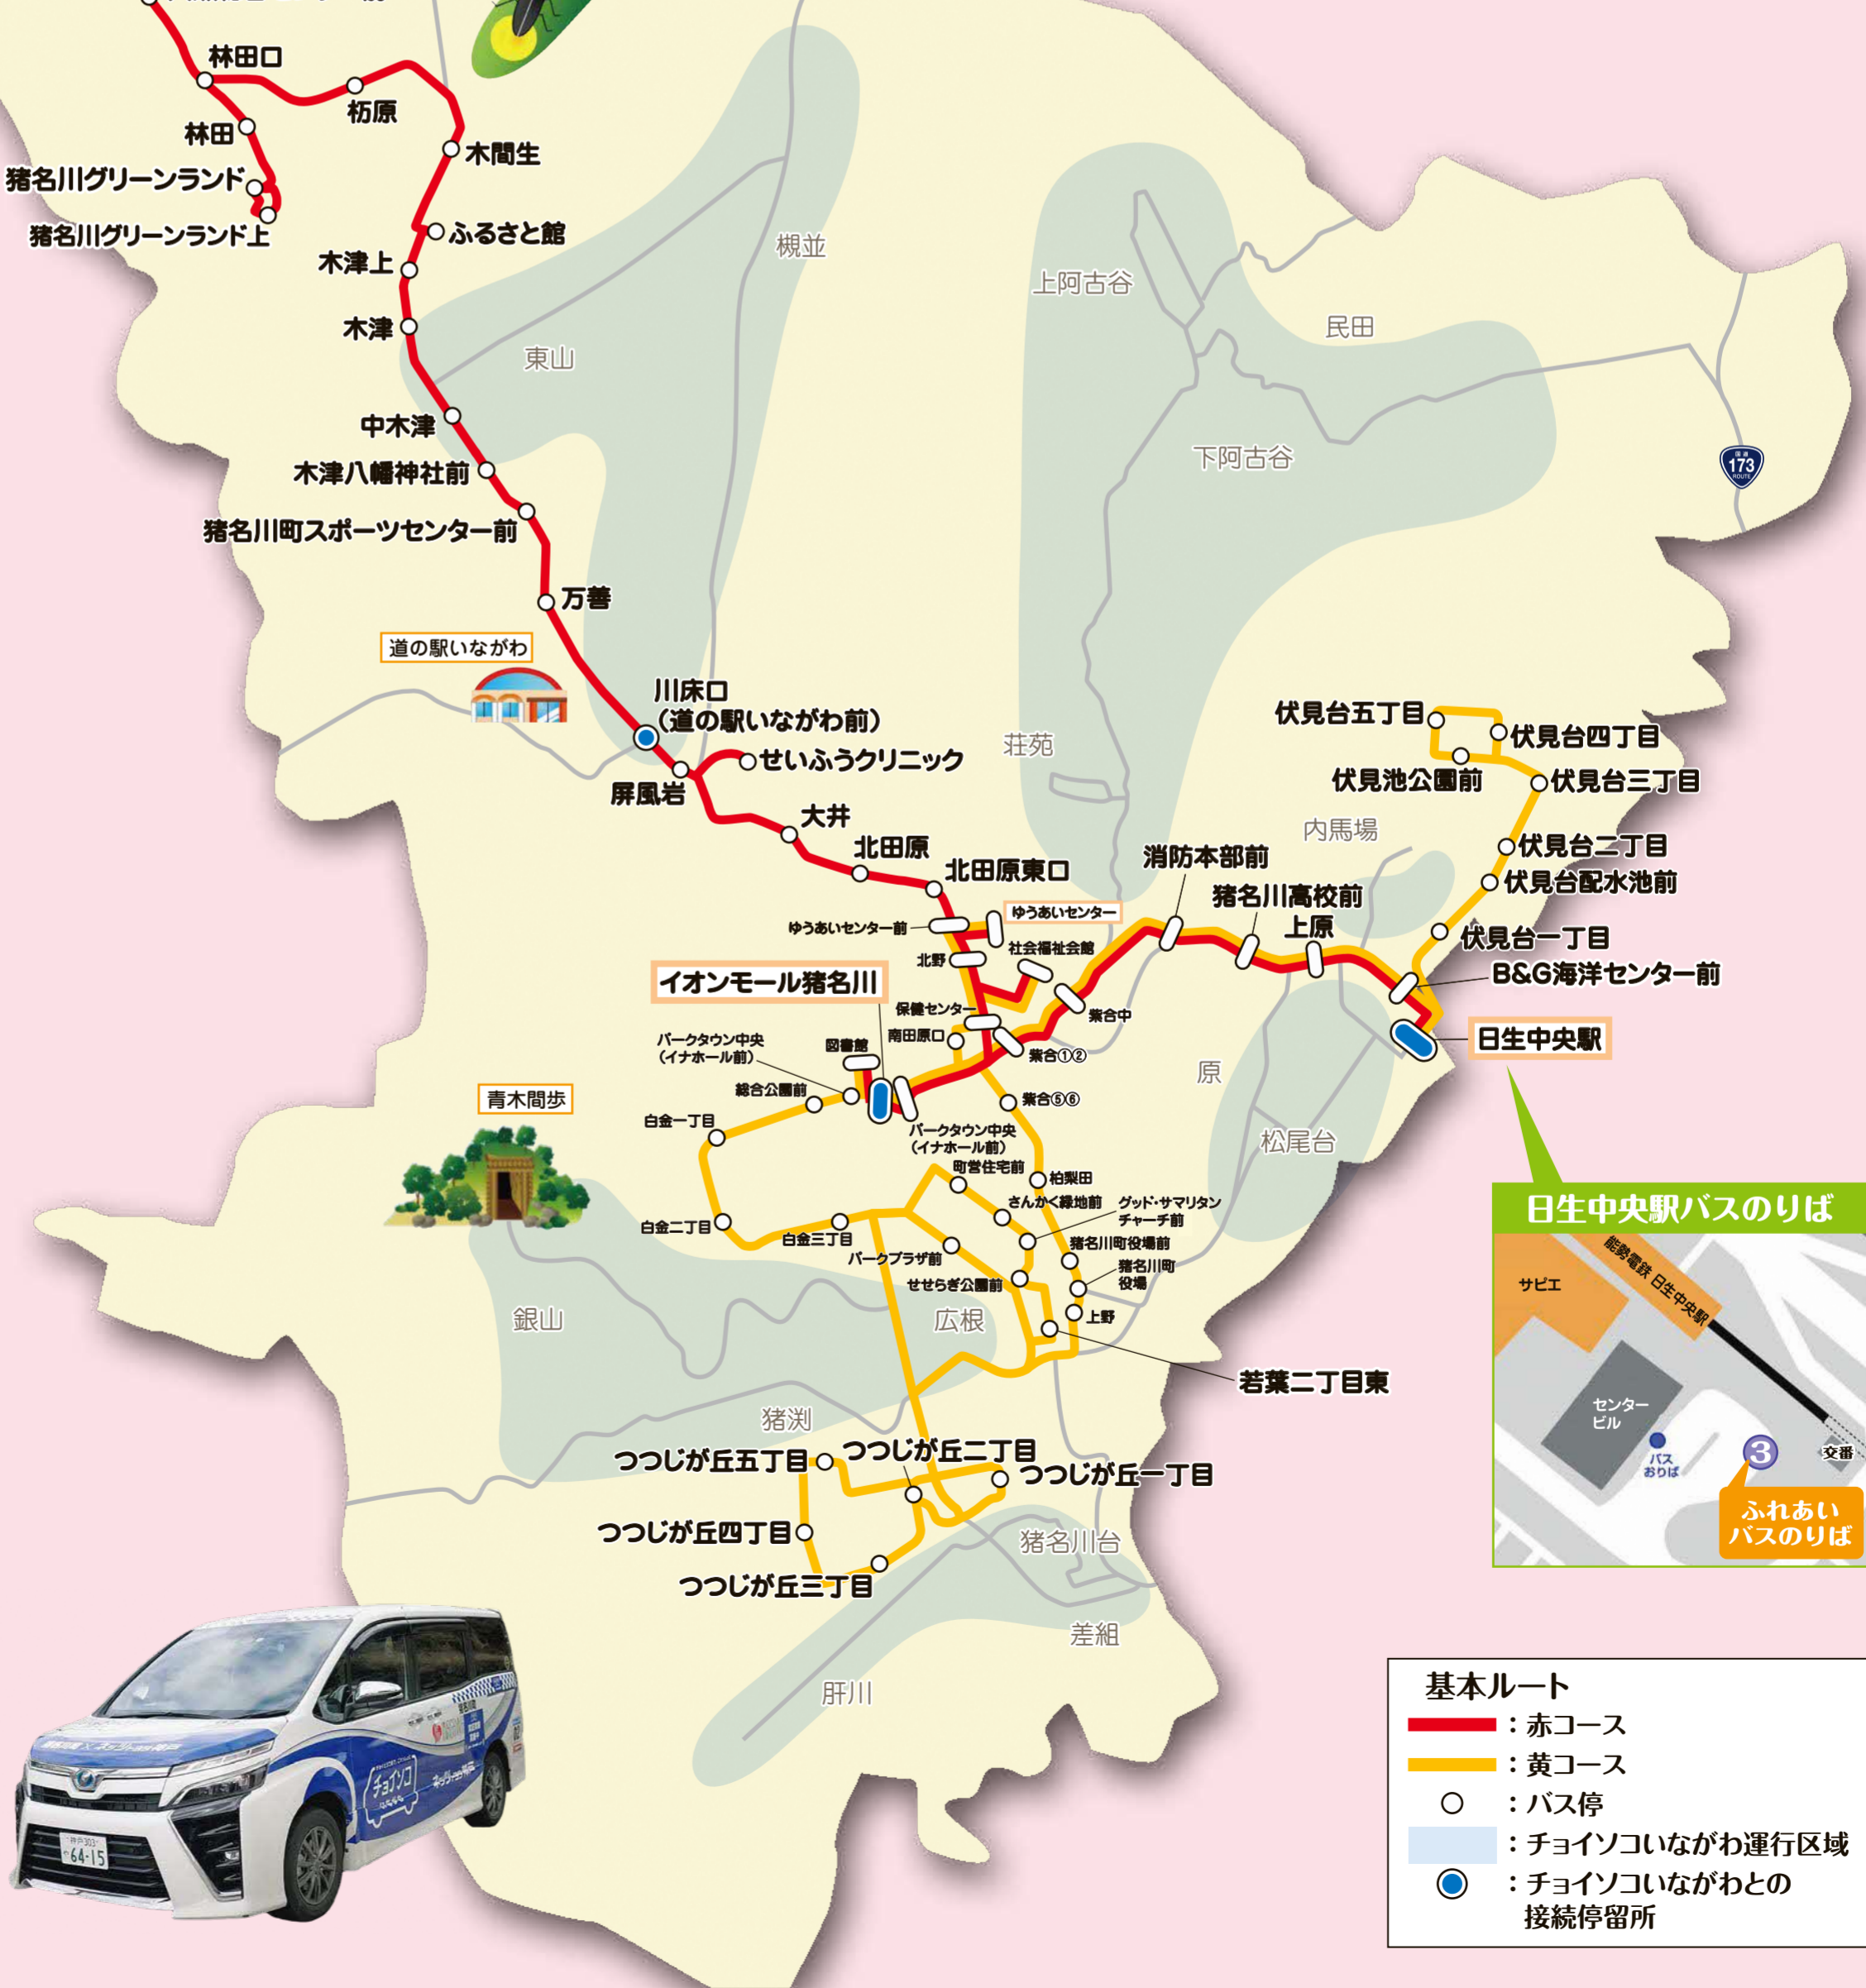 林田口
杤原
林田
木間生
猪名川グリーンランド
猪名川グリーンランド上
ふるさと館
木津上
木津
中木津
木津八幡神社前
猪名川町スポーツセンター前
万善
道の駅いながわ
川床口
（道の駅いながわ前）
せいふうクリニック
屏風岩
大井
北田原
北田原東口
槻並
東山
上阿古谷
民田
下阿古谷
国道
173
ROUTE
荘苑
内馬場
伏見台五丁目
伏見台四丁目
伏見池公園前
伏見台三丁目
伏見台二丁目
伏見台配水池前
伏見台一丁目
B&G海洋センター前
日生中央駅
消防本部前
猪名川高校前
上原
ゆうあいセンター前
ゆうあいセンター
北野
社会福祉会館
イオンモール猪名川
保健センター
南田原口
紫合中
紫合①②
パークタウン中央
（イナホール前）
図書館
総合公園前
白金一丁目
青木間歩
紫合⑤⑥
原
松尾台
パークタウン中央
（イナホール前）
町営住宅前
柏梨田
さんかく緑地前
グッド・サマリタン
チャーチ前
白金二丁目
白金三丁目
パークプラザ前
猪名川町役場前
せせらぎ公園前
猪名川町
役場
上野
銀山
広根
若葉二丁目東
猪渕
つつじが丘五丁目
つつじが丘二丁目
つつじが丘一丁目
つつじが丘四丁目
つつじが丘三丁目
猪名川台
差組
肝川
日生中央駅バスのりば
能勢電鉄 日生中央駅
サピエ
センター
ビル
バス
おりば
3
交番
ふれあい
バスのりば
チョイソコ
神戸 303
64-15
基本ルート
：赤コース
：黄コース
：バス停
：チョイソコいながわ運行区域
：チョイソコいながわとの
接続停留所